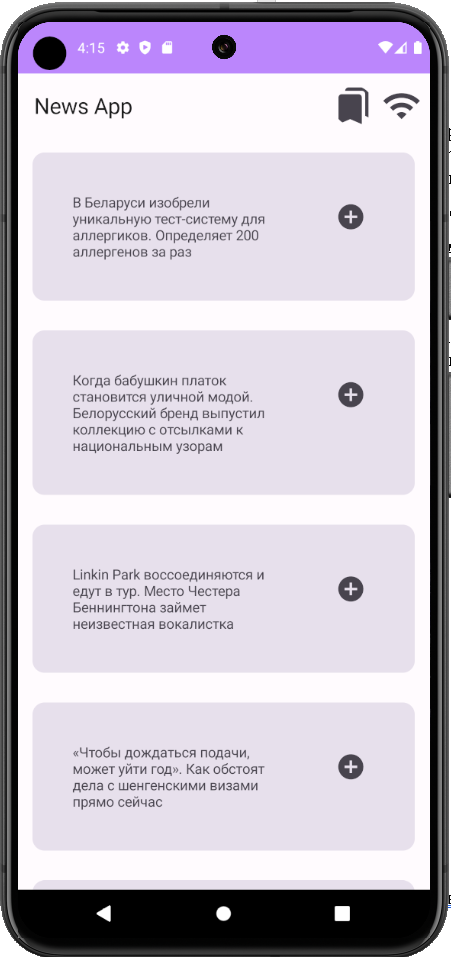 4:15
News App
В Беларуси изобрели
уникальную тест-систему для
аллергиков. Определяет 200
аллергенов за раз
Когда бабушкин платок
становится уличной модой.
Белорусский бренд выпустил
коллекцию с отсылками к
национальным узорам
Linkin Park воссоединяются и
едут в тур. Место Честера
Беннингтона займет
неизвестная вокалистка
«Чтобы дождаться подачи,
может уйти год». Как обстоят
дела с шенгенскими визами
прямо сейчас